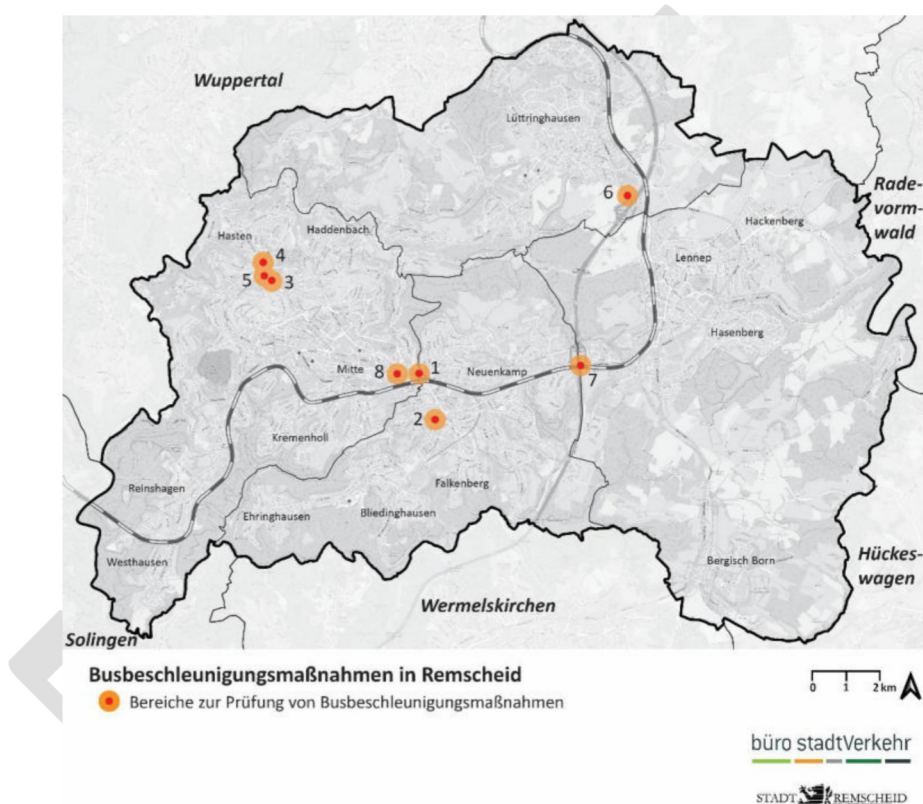 Wuppertal
Lüttringhausen
6
Rade-
vorm-
wald
Hackenberg
Hasten
Haddenbach
4
5
3
Lennep
Hasenberg
Mitte
8
1
Neuenkamp
7
2
Kremenholl
Reinshagen
Falkenberg
Ehringhausen
Bliedinghausen
Westhausen
Bergisch Born
Hückes-
wagen
Wermelskirchen
Solingen
Busbeschleunigungsmaßnahmen in Remscheid
Bereiche zur Prüfung von Busbeschleunigungsmaßnahmen
0 1 2 km
büro stadtVerkehr
STADT REMSCHEID